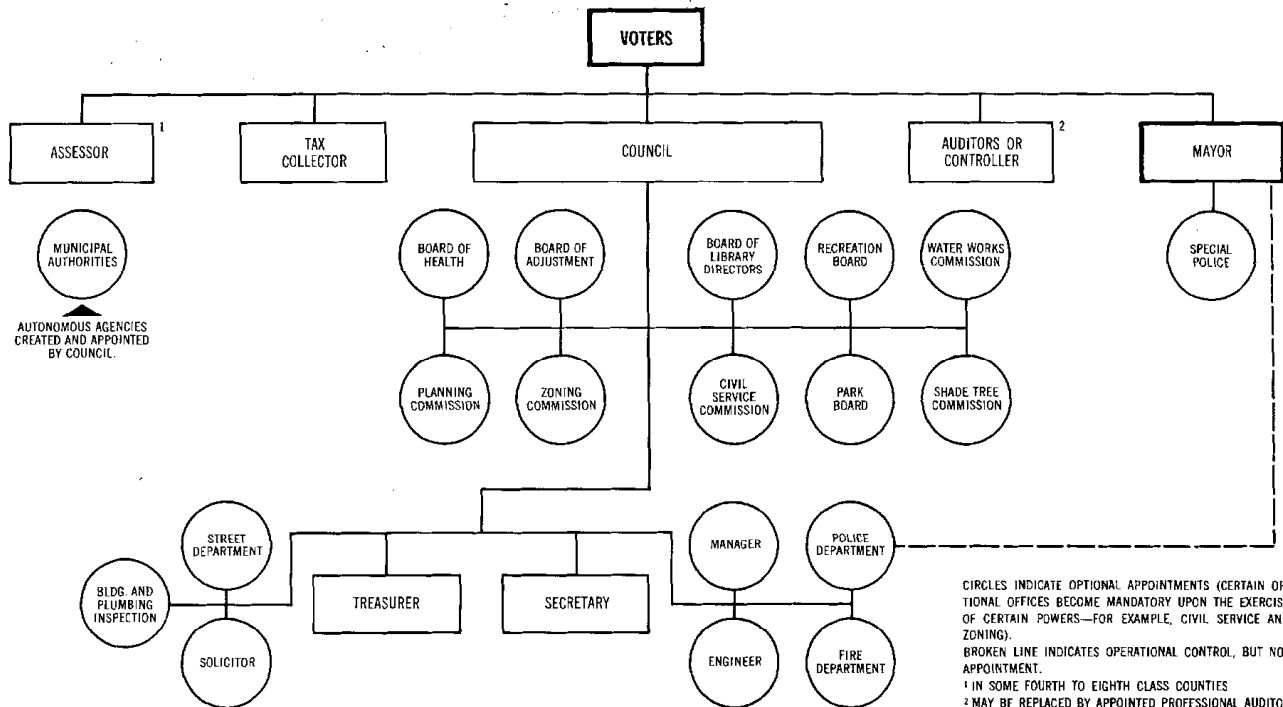 VOTERS
ASSESSOR
1
TAX
COLLECTOR
COUNCIL
AUDITORS OR
CONTROLLER
2
MAYOR
MUNICIPAL
AUTHORITIES
AUTONOMOUS AGENCIES
CREATED AND APPOINTED
BY COUNCIL.
BOARD OF
HEALTH
BOARD OF
ADJUSTMENT
BOARD OF
LIBRARY
DIRECTORS
RECREATION
BOARD
WATER WORKS
COMMISSION
SPECIAL
POLICE
PLANNING
COMMISSION
ZONING
COMMISSION
CIVIL
SERVICE
COMMISSION
PARK
BOARD
SHADE TREE
COMMISSION
STREET
DEPARTMENT
BLDG. AND
PLUMBING
INSPECTION
SOLICITOR
TREASURER
SECRETARY
MANAGER
POLICE
DEPARTMENT
ENGINEER
FIRE
DEPARTMENT
CIRCLES INDICATE OPTIONAL APPOINTMENTS (CERTAIN OP
TIONAL OFFICES BECOME MANDATORY UPON THE EXERCIS
OF CERTAIN POWERS—FOR EXAMPLE, CIVIL SERVICE AN
ZONING).
BROKEN LINE INDICATES OPERATIONAL CONTROL, BUT NO
APPOINTMENT.
1 IN SOME FOURTH TO EIGHTH CLASS COUNTIES
2 MAY BE REPLACED BY APPOINTED PROFESSIONAL AUDITO